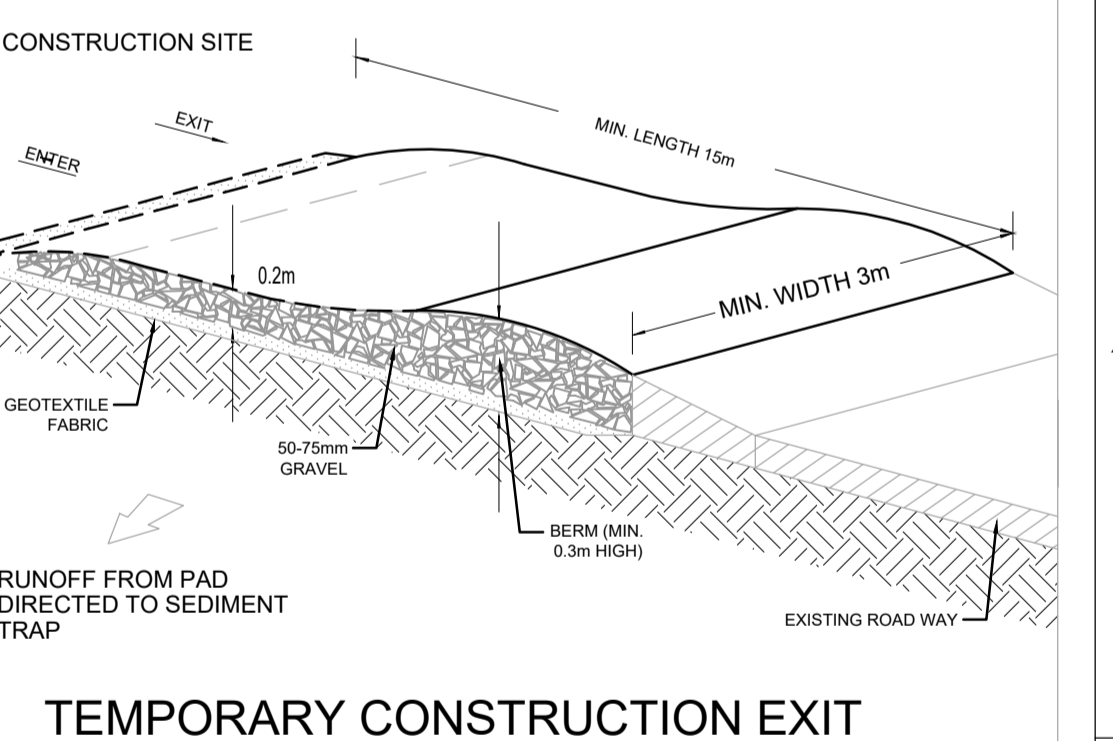 CONSTRUCTION SITE
EXIT
ENTER
MIN. LENGTH 15m
0.2m
MIN. WIDTH 3m
GEOTEXTILE
FABRIC
50-75mm
GRAVEL
BERM (MIN.
0.3m HIGH)
RUNOFF FROM PAD
DIRECTED TO SEDIMENT
TRAP
EXISTING ROAD WAY
TEMPORARY CONSTRUCTION EXIT